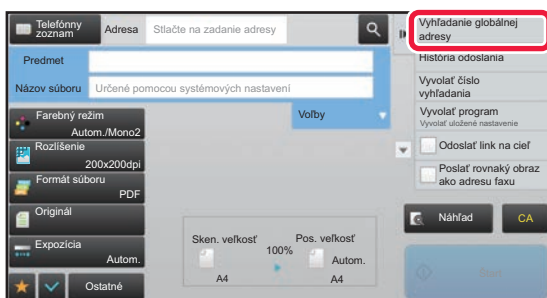 Telefónny
zoznam
Adresa
Stlačte na zadanie adresy
Predmet
Názov súboru
Určené pomocou systémových nastavení
Voľby
Farebný režim
Autom./Mono2
Rozlíšenie
200x200dpi
Formát súboru
PDF
Originál
Expozícia
Autom.
Ostatné
Sken. veľkosť
A4
100%
Pos. veľkosť
Autom.
A4
Vyhľadanie globálnej
adresy
História odoslania
Vyvolať číslo
vyhľadania
Vyvolať program
Vyvolať uložené nastavenie
Odoslať link na cieľ
Poslať rovnaký obraz
ako adresu faxu
Náhľad
CA
Štart